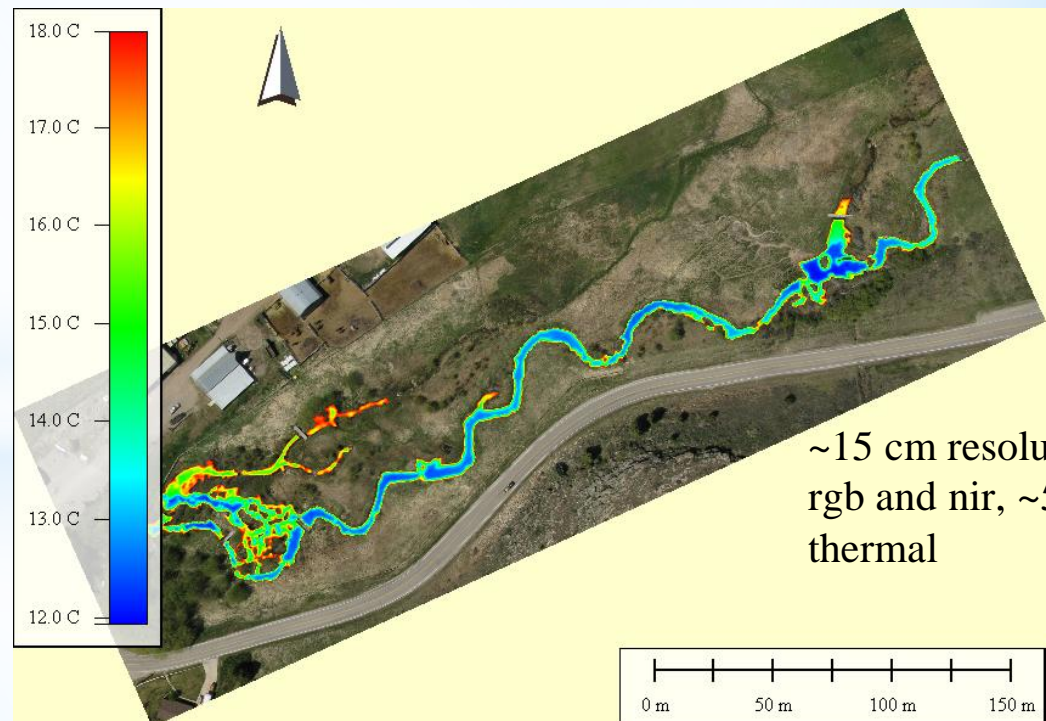 18.0 C
17.0 C
16.0 C
15.0 C
14.0 C
13.0 C
12.0 C
~15 cm resolu
rgb and nir, ~5
thermal
0 m 50 m 100 m 150 m